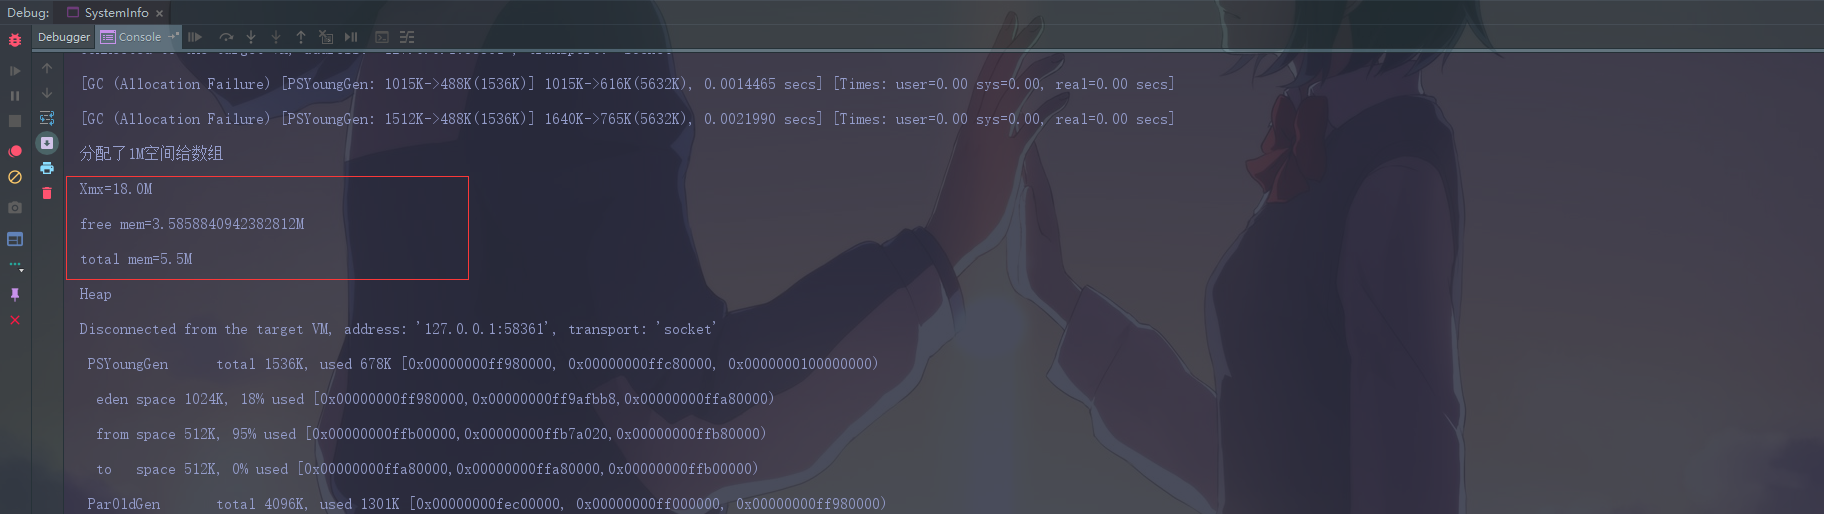 Debug: SystemInfo ×
Debugger Console
[GC (Allocation Failure) [PSYoungGen: 1015K->488K(1536K)] 1015K->616K(5632K), 0.0014465 secs] [Times: user=0.00 sys=0.00, real=0.00 secs]
[GC (Allocation Failure) [PSYoungGen: 1512K->488K(1536K)] 1640K->765K(5632K), 0.0021990 secs] [Times: user=0.00 sys=0.00, real=0.00 secs]
分配了1M空间给数组
Xmx=18.0M
free mem=3.5858840942382812M
total mem=5.5M
Heap
Disconnected from the target VM, address: '127.0.0.1:58361', transport: 'socket'
PSYoungGen total 1536K, used 678K [0x00000000ff980000, 0x00000000ffc80000, 0x0000000100000000)
eden space 1024K, 18% used [0x00000000ff980000,0x00000000ff9afbb8,0x00000000ffa80000)
from space 512K, 95% used [0x00000000ffb00000,0x00000000ffb7a020,0x00000000ffb80000)
to space 512K, 0% used [0x00000000ffa80000,0x00000000ffa80000,0x00000000ffb00000)
ParOldGen total 4096K, used 1301K [0x00000000fec00000, 0x00000000ff000000, 0x00000000ff980000)